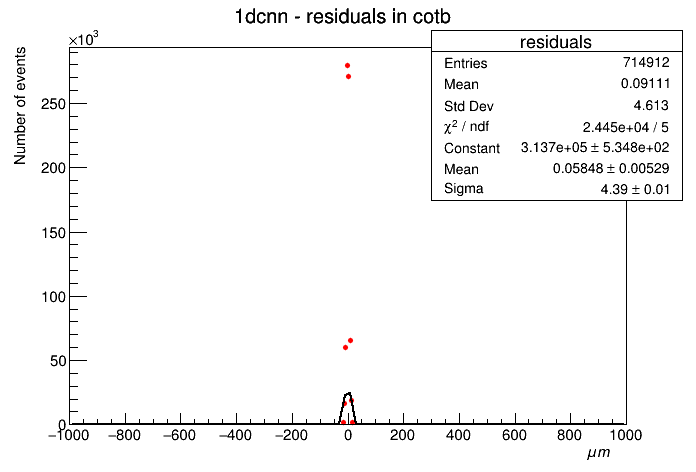 1dcnn - residuals in cotb
×10³
Number of events
residuals
Entries 714912
Mean 0.09111
Std Dev 4.613
χ² / ndf 2.445e+04 / 5
Constant 3.137e+05 ± 5.348e+02
Mean 0.05848 ± 0.00529
Sigma 4.39 ± 0.01
250
200
150
100
50
0
−1000 −800 −600 −400 −200 0 200 400 600 800 1000
μm